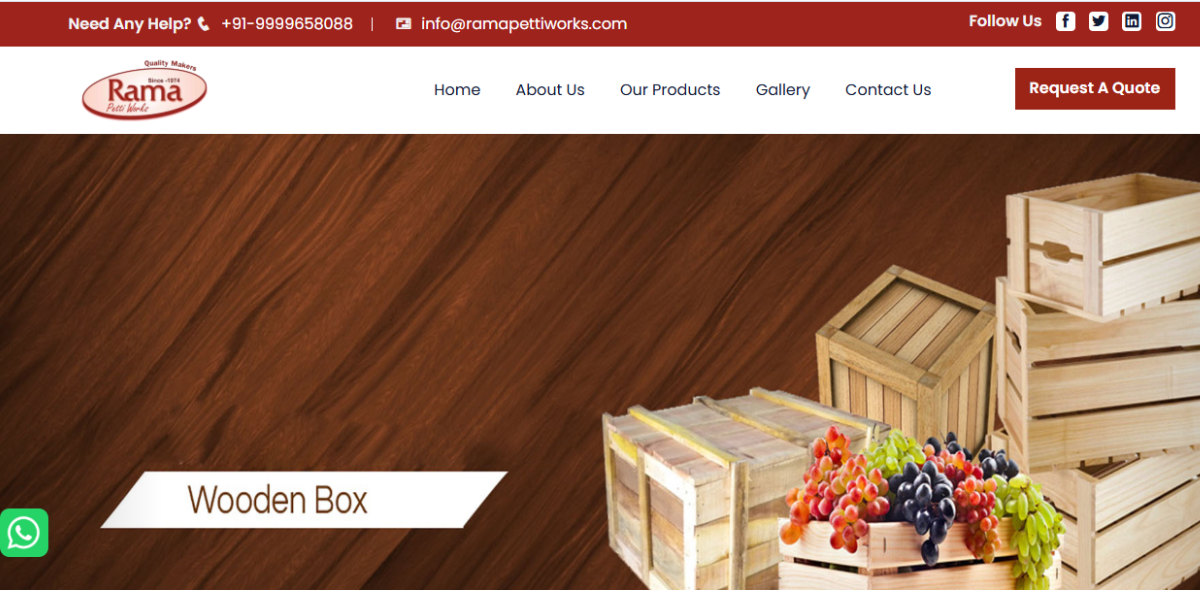 Need Any Help? +91-9999658088 | info@ramapettiworks.com Follow Us
Quality Makers
Since -1974
Rama
Petti Works
Home About Us Our Products Gallery Contact Us Request A Quote
Wooden Box